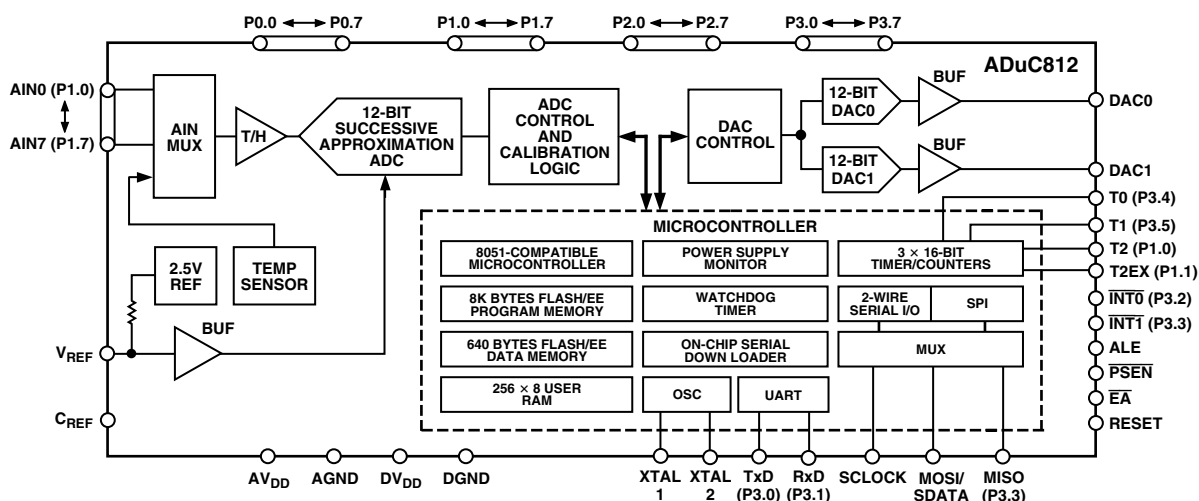 P0.0 P0.7
P1.0 P1.7
P2.0 P2.7
P3.0 P3.7
ADuC812
AIN0 (P1.0)
AIN7 (P1.7)
AIN
MUX
T/H
12-BIT
SUCCESSIVE
APPROXIMATION
ADC
ADC
CONTROL
AND
CALIBRATION
LOGIC
DAC
CONTROL
12-BIT
DAC0
BUF
DAC0
12-BIT
DAC1
BUF
DAC1
T0 (P3.4)
T1 (P3.5)
T2 (P1.0)
T2EX (P1.1)
INT0 (P3.2)
INT1 (P3.3)
ALE
PSEN
EA
RESET
2.5V
REF
TEMP
SENSOR
BUF
VREF
CREF
MICROCONTROLLER
8051-COMPATIBLE
MICROCONTROLLER
POWER SUPPLY
MONITOR
3 × 16-BIT
TIMER/COUNTERS
8K BYTES FLASH/EE
PROGRAM MEMORY
WATCHDOG
TIMER
2-WIRE
SERIAL I/O
SPI
640 BYTES FLASH/EE
DATA MEMORY
ON-CHIP SERIAL
DOWN LOADER
MUX
256 × 8 USER
RAM
OSC
UART
AVDD
AGND
DVDD
DGND
XTAL
1
XTAL
2
TxD
(P3.0)
RxD
(P3.1)
SCLOCK
MOSI/
SDATA
MISO
(P3.3)